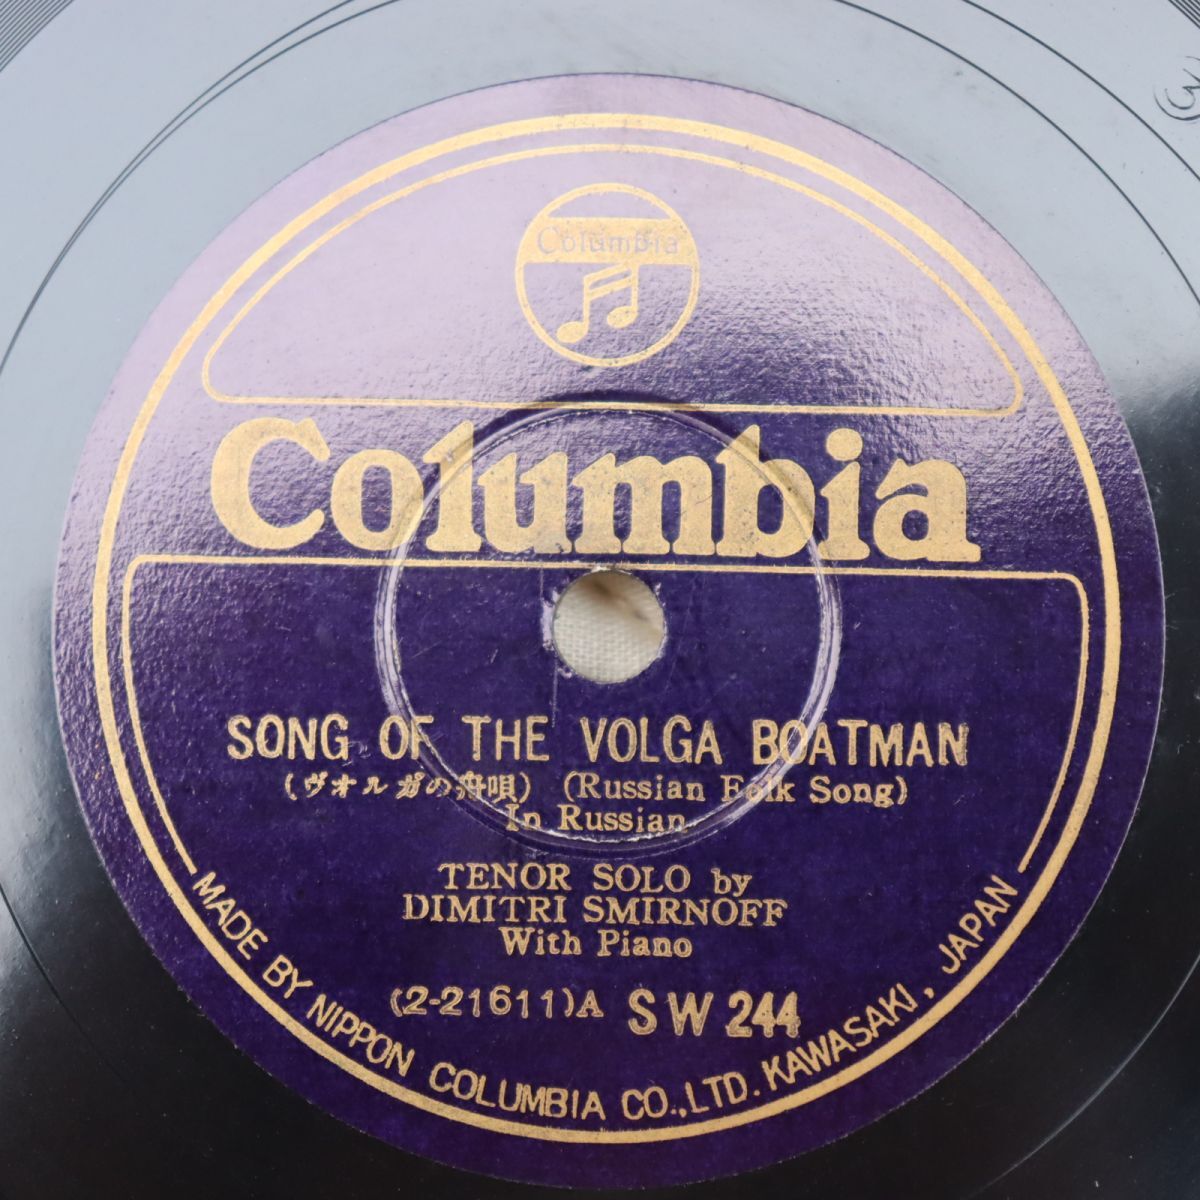 Columbia
Columbia
SONG OF THE VOLGA BOATMAN
(ヴォルガの舟唄) (Russian Folk Song)
In Russian
TENOR SOLO by
DIMITRI SMIRNOFF
With Piano
(2-21611)A SW 244
MADE BY NIPPON COLUMBIA CO., LTD. KAWASAKI, JAPAN